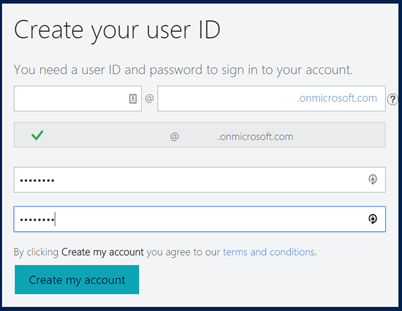 Create your user ID
You need a user ID and password to sign in to your account.
@ .onmicrosoft.com
@ .onmicrosoft.com
By clicking Create my account you agree to our terms and conditions.
Create my account